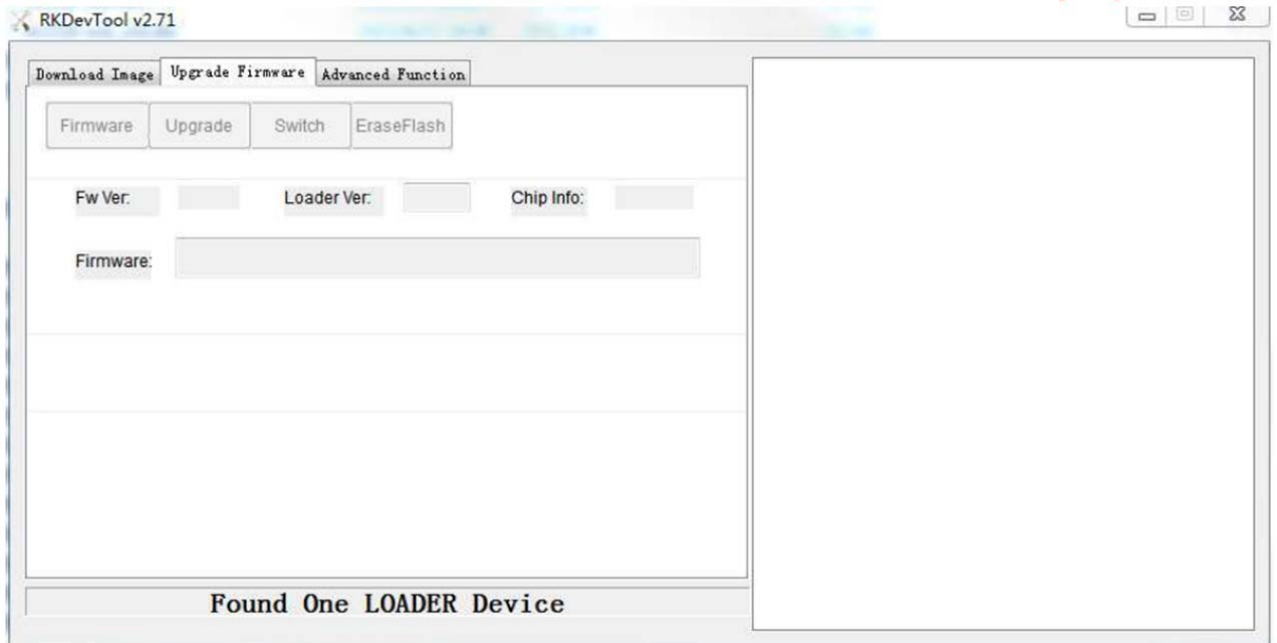 RKDevTool v2.71
Download Image Upgrade Firmware Advanced Function
Firmware Upgrade Switch EraseFlash
Fw Ver: Loader Ver: Chip Info:
Firmware:
Found One LOADER Device